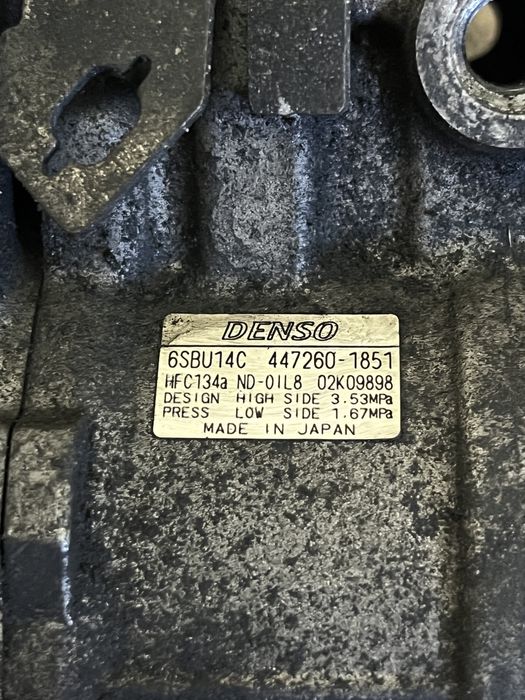 DENSO
6SBU14C 447260-1851
HFC134a ND-OIL8 02K09898
DESIGN HIGH SIDE 3.53MPa
PRESS LOW SIDE 1.67MPa
MADE IN JAPAN